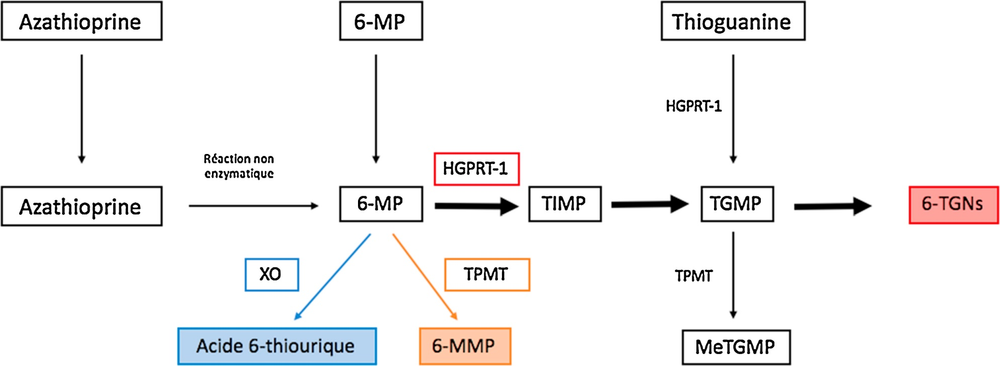 Azathioprine
6-MP
Thioguanine
HGPRT-1
Réaction non
enzymatique
HGPRT-1
Azathioprine
6-MP
TIMP
TGMP
6-TGNs
XO
TPMT
TPMT
Acide 6-thiourique
6-MMP
MeTGMP